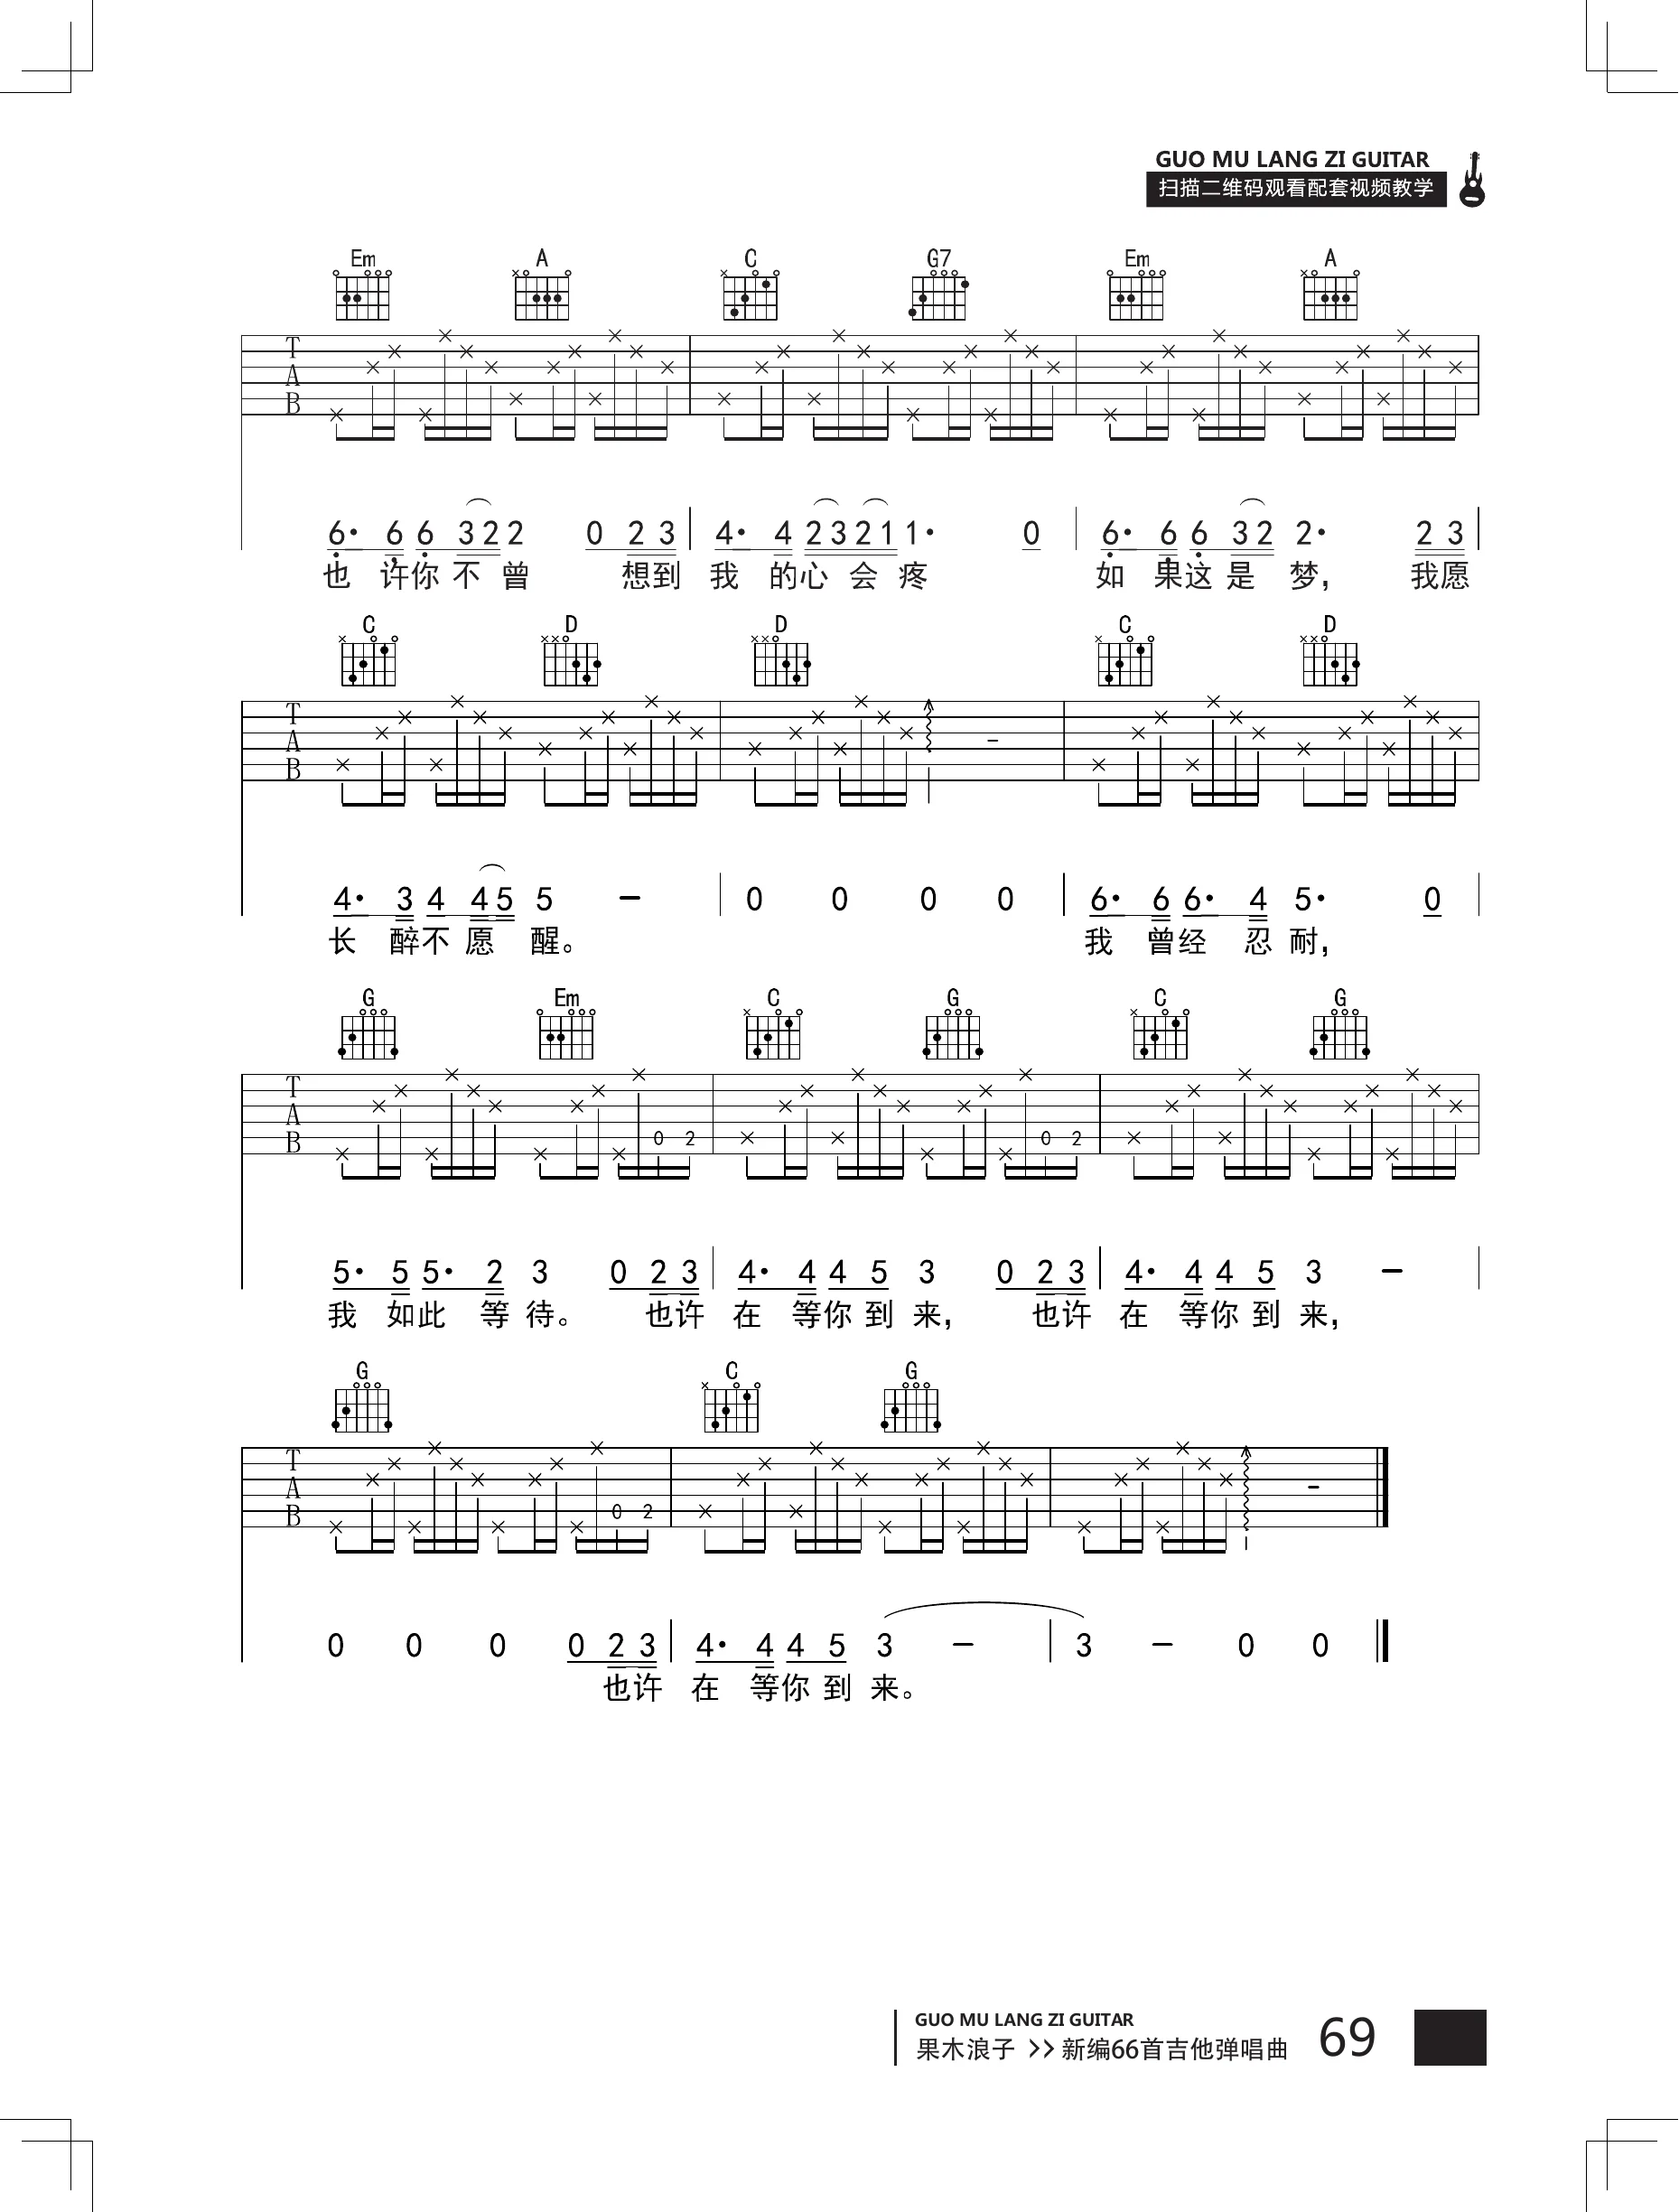 GUO MU LANG ZI GUITAR
扫描二维码观看配套视频教学
Em A C G7 Em A
T
A
B
6· 6 6 3 2 2 0 2 3 4· 4 2 3 2 1 1· 0 6· 6 6 3 2 2· 2 3
也 许你 不 曾 想到 我 的心 会 疼 如 果这 是 梦， 我愿
C D D C D
T
A
B
4· 3 4 4 5 5 – 0 0 0 0 6· 6 6· 4 5· 0
长 醉不 愿 醒。 我 曾经 忍 耐，
G Em C G C G
T
A
B
0 2 0 2
5· 5 5· 2 3 0 2 3 4· 4 4 5 3 0 2 3 4· 4 4 5 3 –
我 如此 等 待。 也许 在 等你 到 来， 也许 在 等你 到 来，
G C G
T
A
B
0 2
0 0 0 0 2 3 4· 4 4 5 3 – 3 – 0 0
也许 在 等你 到 来。
GUO MU LANG ZI GUITAR
果木浪子 >> 新编66首吉他弹唱曲 69